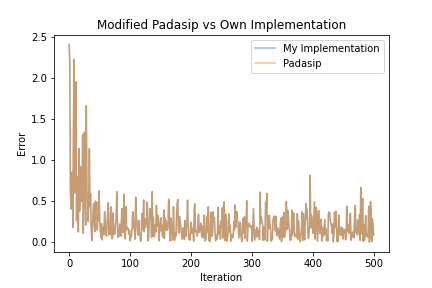 Modified Padasip vs Own Implementation
My Implementation
Padasip
2.5
2.0
1.5
1.0
0.5
0.0
Error
0 100 200 300 400 500
Iteration